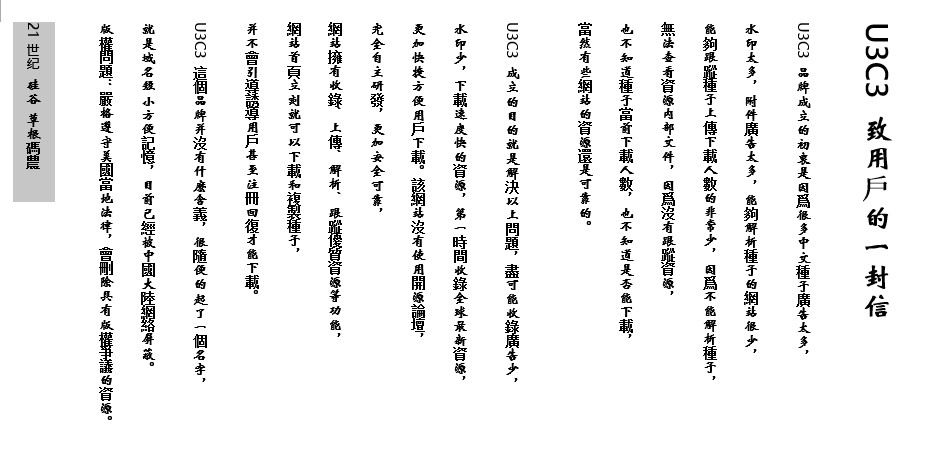 U3C3 致用戶的一封信
U3C3 品牌成立的初衷是因爲很多中文種子廣告太多，
水印太多，附件廣告太多，能夠解析種子的網站很少，
能夠跟蹤種子上傳下載人數的非常少，因爲不能解析種子，
無法查看資源內部文件，因爲沒有跟蹤資源，
也不知道種子當前下載人數，也不知道是否能下載，
當然有些網站的資源還是可靠的。
U3C3 成立的目的就是解決以上問題，盡可能收錄廣告少，
水印少，下載速度快的資源，第一時間收錄全球最新資源，
更加快捷方便用戶下載。該網站沒有使用開源論壇，
完全自主研發，更加安全可靠，
網站擁有收錄、上傳、解析、跟蹤優質資源等功能，
網站首頁立刻就可以下載和複製種子，
并不會引導誘導用戶甚至注冊回復才能下載。
U3C3 這個品牌并沒有什麼含義，很隨便的起了一個名字，
就是域名短小方便記憶，目前已經被中國大陸網絡屏蔽。
版權問題：嚴格遵守美國當地法律，會刪除具有版權爭議的資源。
21 世纪 硅谷 草根碼農